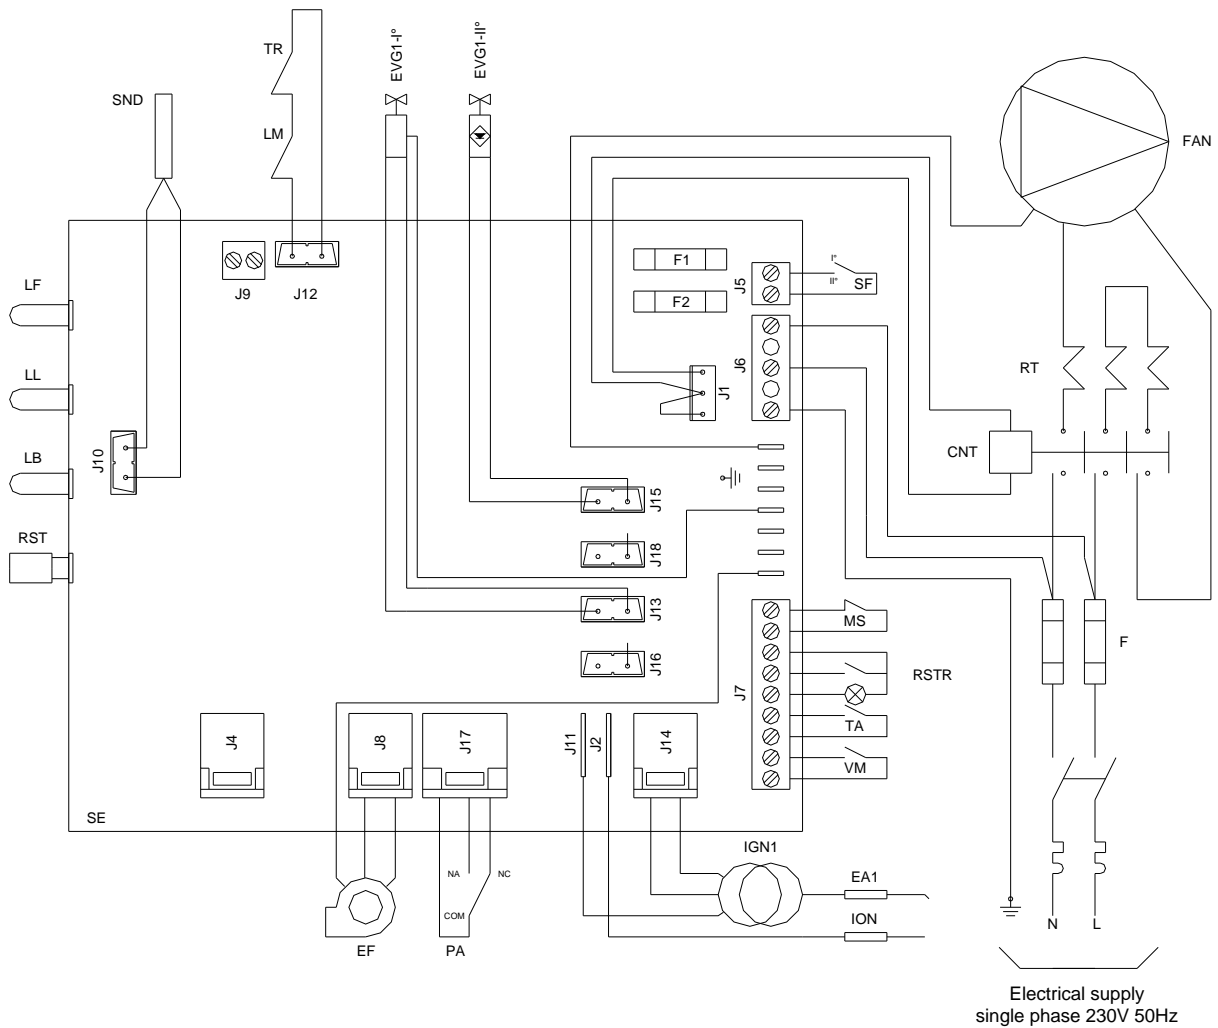 TR
EVG1-I°
EVG1-II°
SND
LM
FAN
LF
J9
J12
F1
F2
J5
I°
II°
SF
LL
J6
J1
RT
LB
J10
CNT
J15
RST
J18
J13
MS
F
J16
RSTR
J7
TA
VM
J4
J8
J17
J11
J2
J14
SE
IGN1
NA
NC
EA1
COM
ION
EF
PA
N
L
Electrical supply
single phase 230V 50Hz